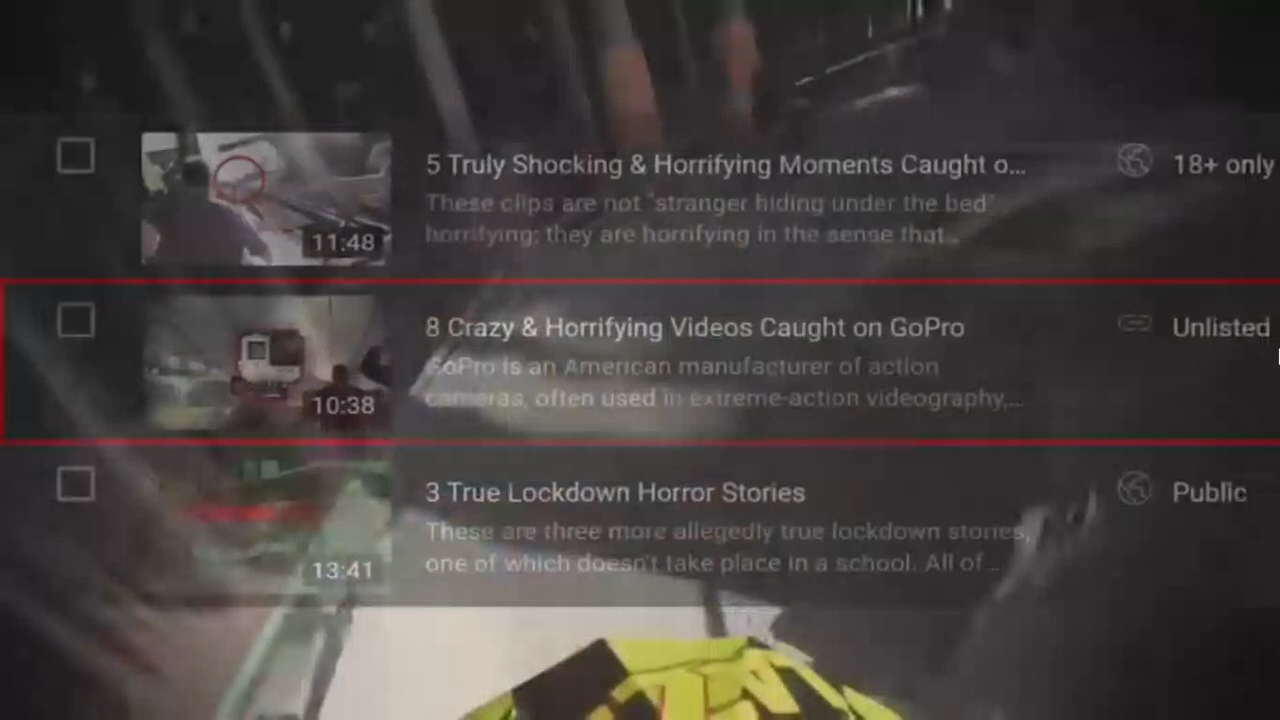 5 Truly Shocking & Horrifying Moments Caught o...
18+ only
These clips are not "stranger hiding under the bed"
horrifying; they are horrifying in the sense that...
11:48
8 Crazy & Horrifying Videos Caught on GoPro
Unlisted
GoPro is an American manufacturer of action
cameras, often used in extreme-action videography,...
10:38
3 True Lockdown Horror Stories
Public
These are three more allegedly true lockdown stories,
one of which doesn't take place in a school. All of...
13:41